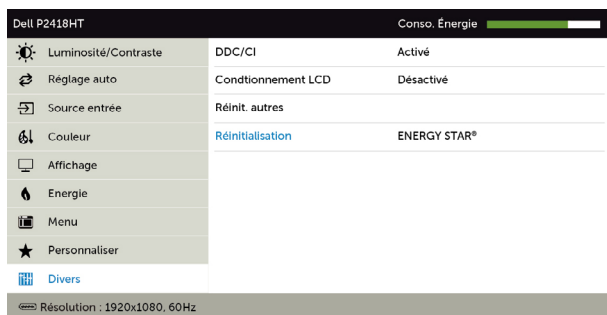 Dell P2418HT Conso. Énergie
Luminosité/Contraste DDC/CI Activé
Réglage auto Condtionnement LCD Désactivé
Source entrée Réinit. autres
Couleur Réinitialisation ENERGY STAR®
Affichage
Energie
Menu
Personnaliser
Divers
Résolution : 1920x1080, 60Hz